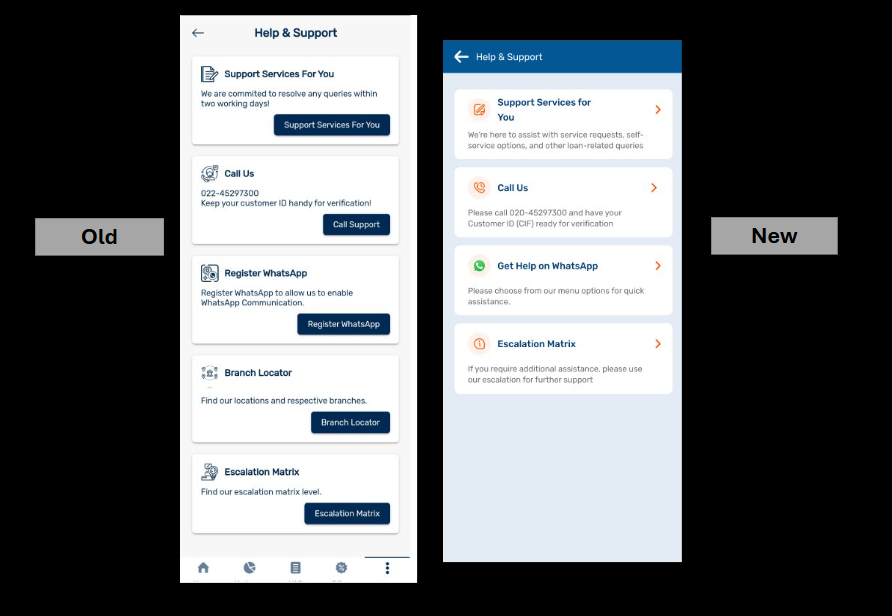 Old
Help & Support
Support Services For You
We are commited to resolve any queries within
two working days!
Support Services For You
Call Us
022-45297300
Keep your customer ID handy for verification!
Call Support
Register WhatsApp
Register WhatsApp to allow us to enable
WhatsApp Communication.
Register WhatsApp
Branch Locator
Find our locations and respective branches.
Branch Locator
Escalation Matrix
Find our escalation matrix level.
Escalation Matrix
Help & Support
Support Services for
You
We're here to assist with service requests, self-
service options, and other loan-related queries
Call Us
Please call 020-45297300 and have your
Customer ID (CIF) ready for verification
Get Help on WhatsApp
Please choose from our menu options for quick
assistance.
Escalation Matrix
If you require additional assistance, please use
our escalation for further support
New